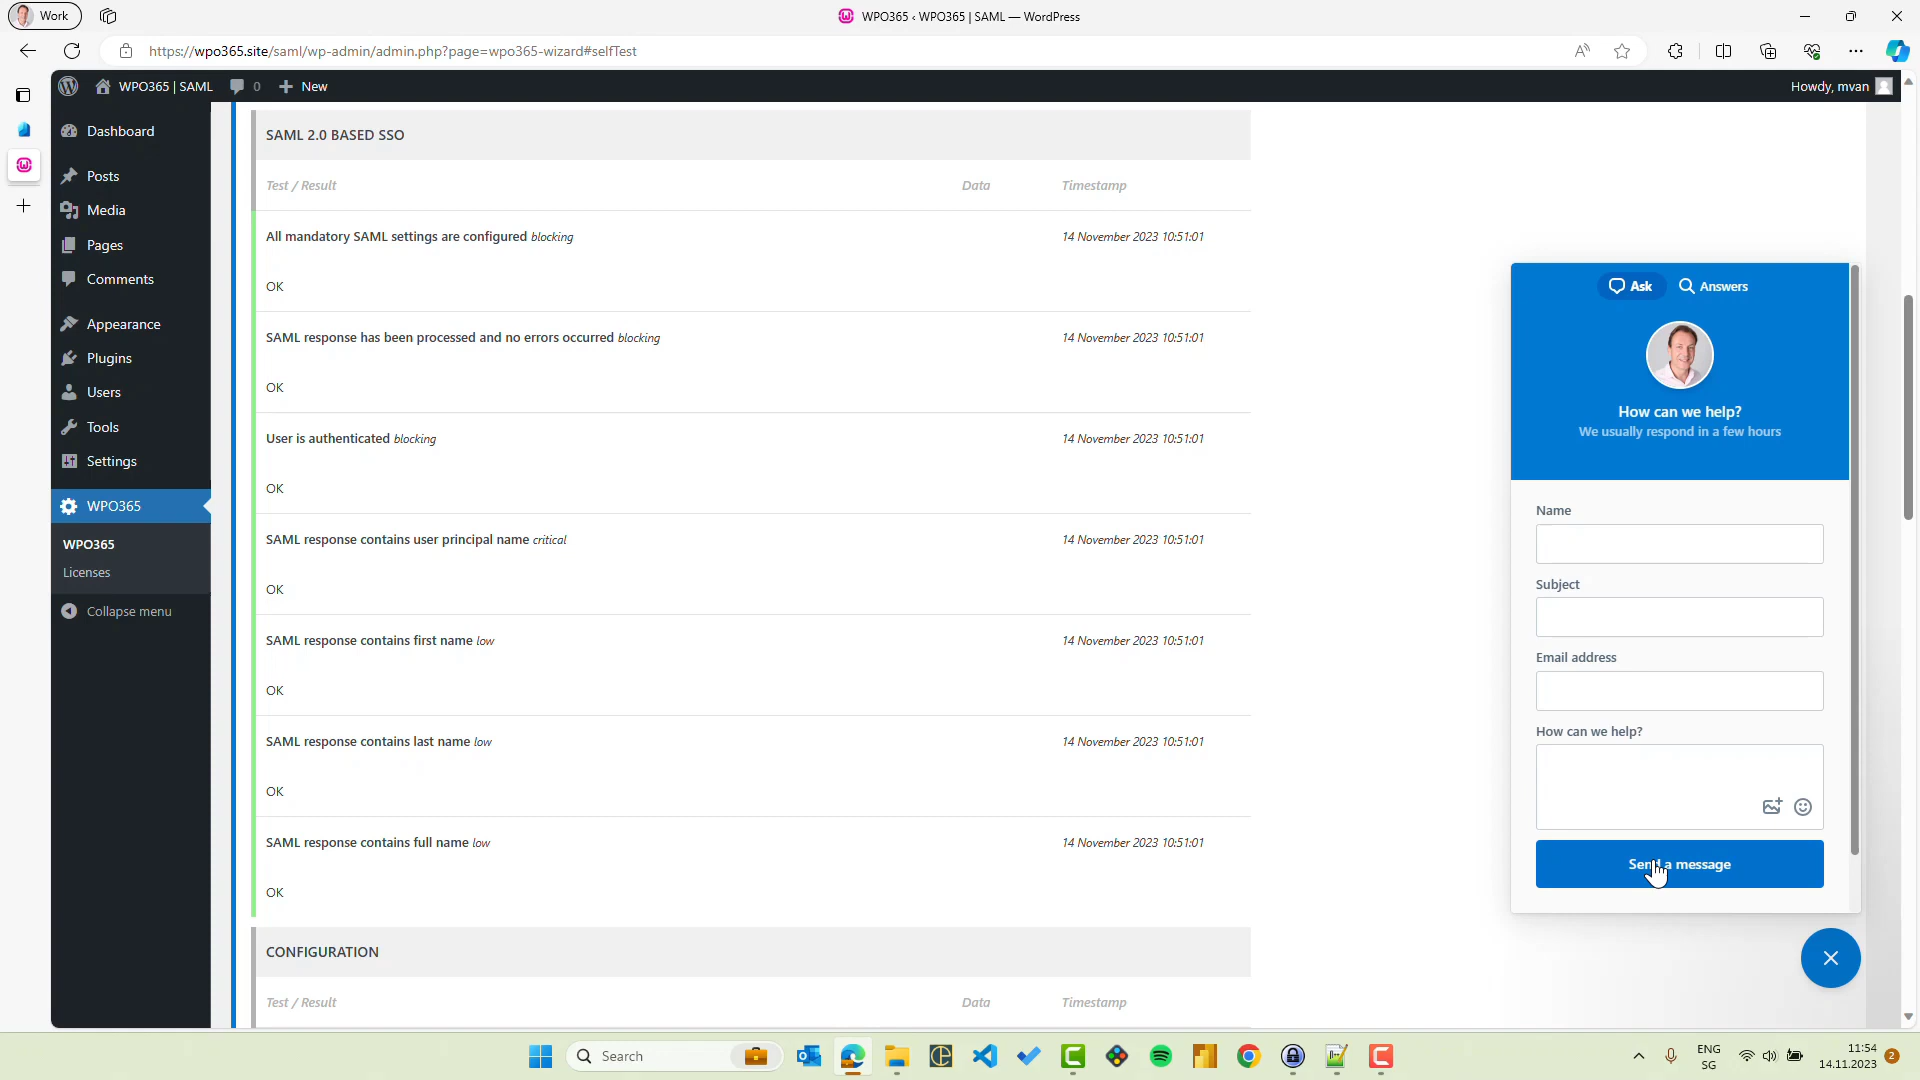 Work
WPO365 ‹ WPO365 | SAML — WordPress
https://wpo365.site/saml/wp-admin/admin.php?page=wpo365-wizard#selfTest
WPO365 | SAML
0
New
Howdy, mvan
Dashboard
Posts
Media
Pages
Comments
Appearance
Plugins
Users
Tools
Settings
WPO365
WPO365
Licenses
Collapse menu
SAML 2.0 BASED SSO
Test / Result Data Timestamp
All mandatory SAML settings are configured blocking 14 November 2023 10:51:01
OK
SAML response has been processed and no errors occurred blocking 14 November 2023 10:51:01
OK
User is authenticated blocking 14 November 2023 10:51:01
OK
SAML response contains user principal name critical 14 November 2023 10:51:01
OK
SAML response contains first name low 14 November 2023 10:51:01
OK
SAML response contains last name low 14 November 2023 10:51:01
OK
SAML response contains full name low 14 November 2023 10:51:01
OK
CONFIGURATION
Test / Result Data Timestamp
Ask
Answers
How can we help?
We usually respond in a few hours
Name
Subject
Email address
How can we help?
Send a message
Search
ENG
SG
11:54
14.11.2023
2